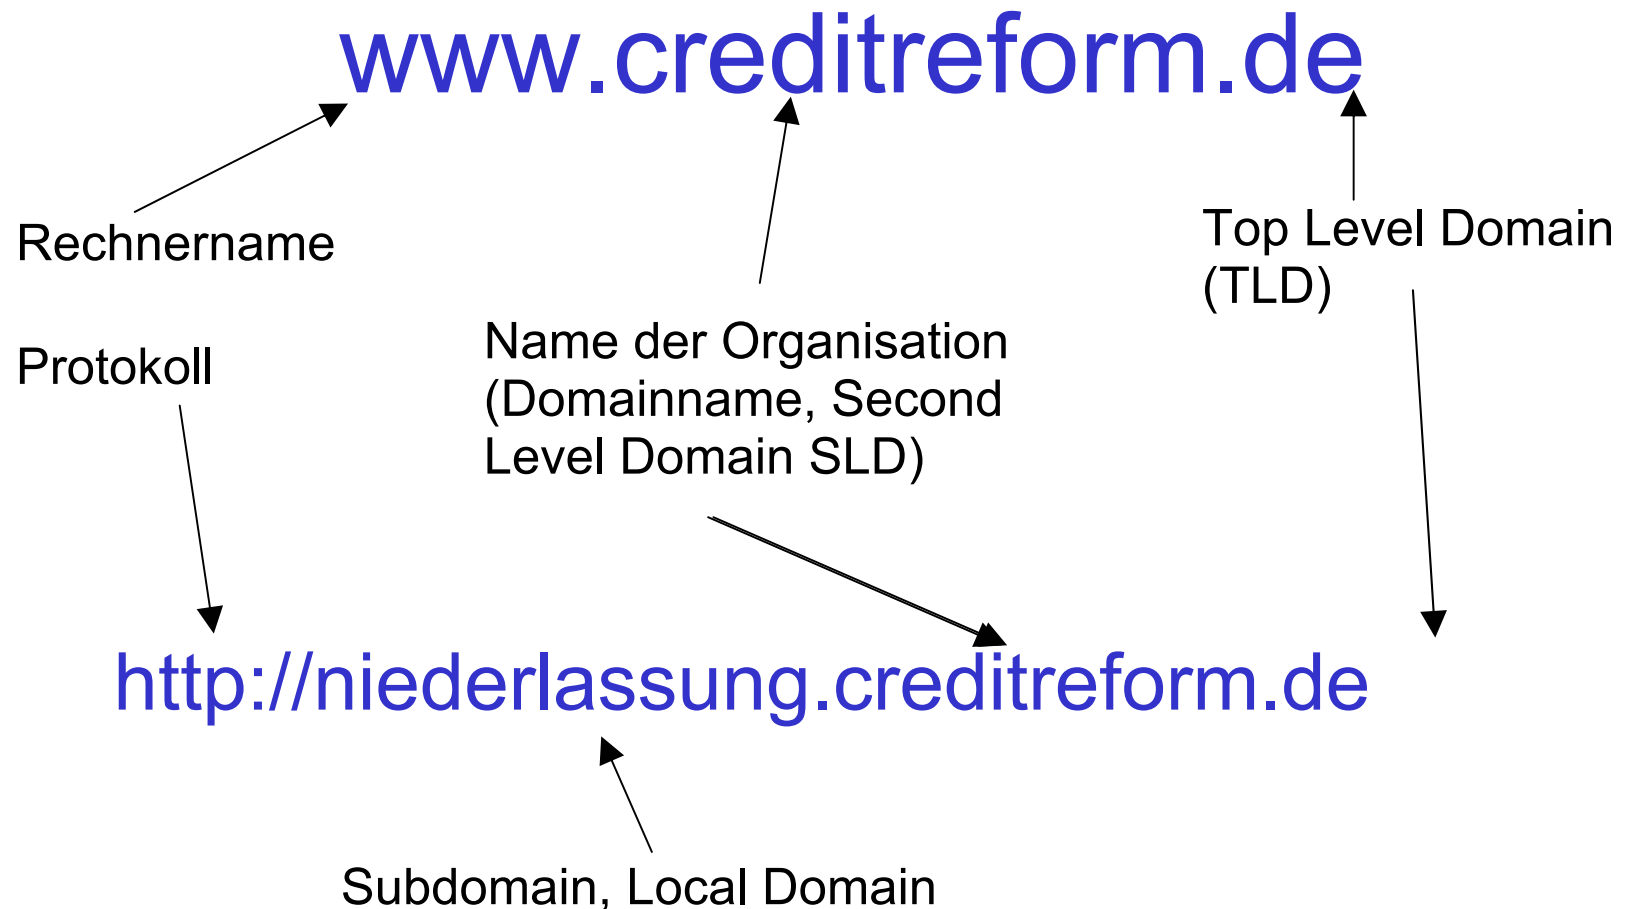 www.creditreform.de
Rechnername
Top Level Domain
(TLD)
Protokoll
Name der Organisation
(Domainname, Second
Level Domain SLD)
http://niederlassung.creditreform.de
Subdomain, Local Domain